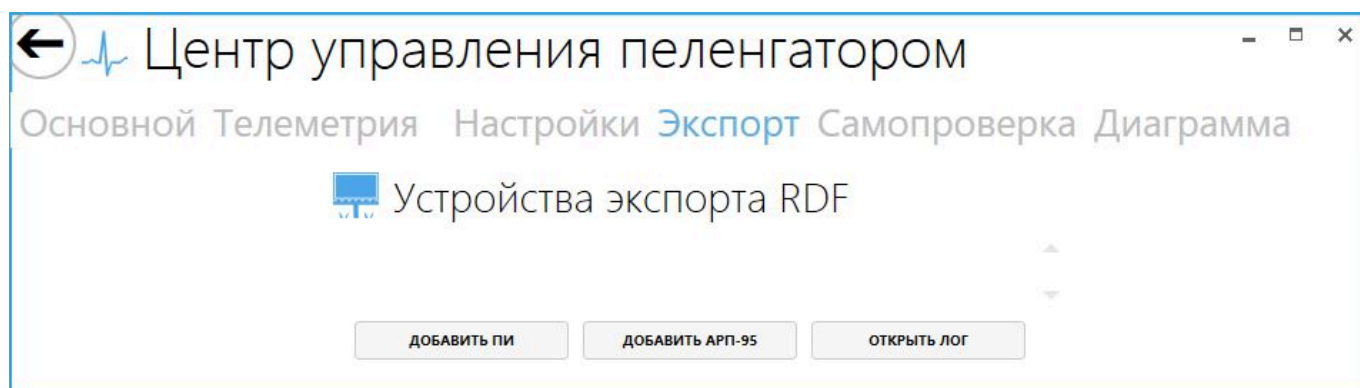 Центр управления пеленгатором
Основной Телеметрия Настройки Экспорт Самопроверка Диаграмма
Устройства экспорта RDF
ДОБАВИТЬ ПИ ДОБАВИТЬ АРП-95 ОТКРЫТЬ ЛОГ